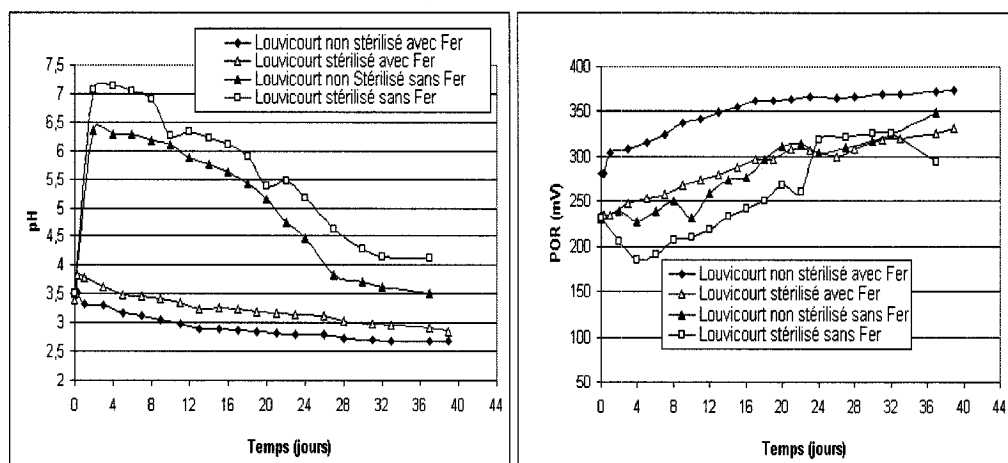 Louvicourt non stérilisé avec Fer
Louvicourt stérilisé avec Fer
Louvicourt non Stérilisé sans Fer
Louvicourt stérilisé sans Fer
7,5
7
6,5
6
5,5
5
4,5
4
3,5
3
2,5
2
pH
0 4 8 12 16 20 24 28 32 36 40 44
Temps (jours)
400
350
300
250
200
150
100
50
POR (mV)
Louvicourt non stérilisé avec Fer
Louvicourt stérilisé avec Fer
Louvicourt non stérilisé sans Fer
Louvicourt stérilisé sans Fer
0 4 8 12 16 20 24 28 32 36 40 44
Temps (jours)